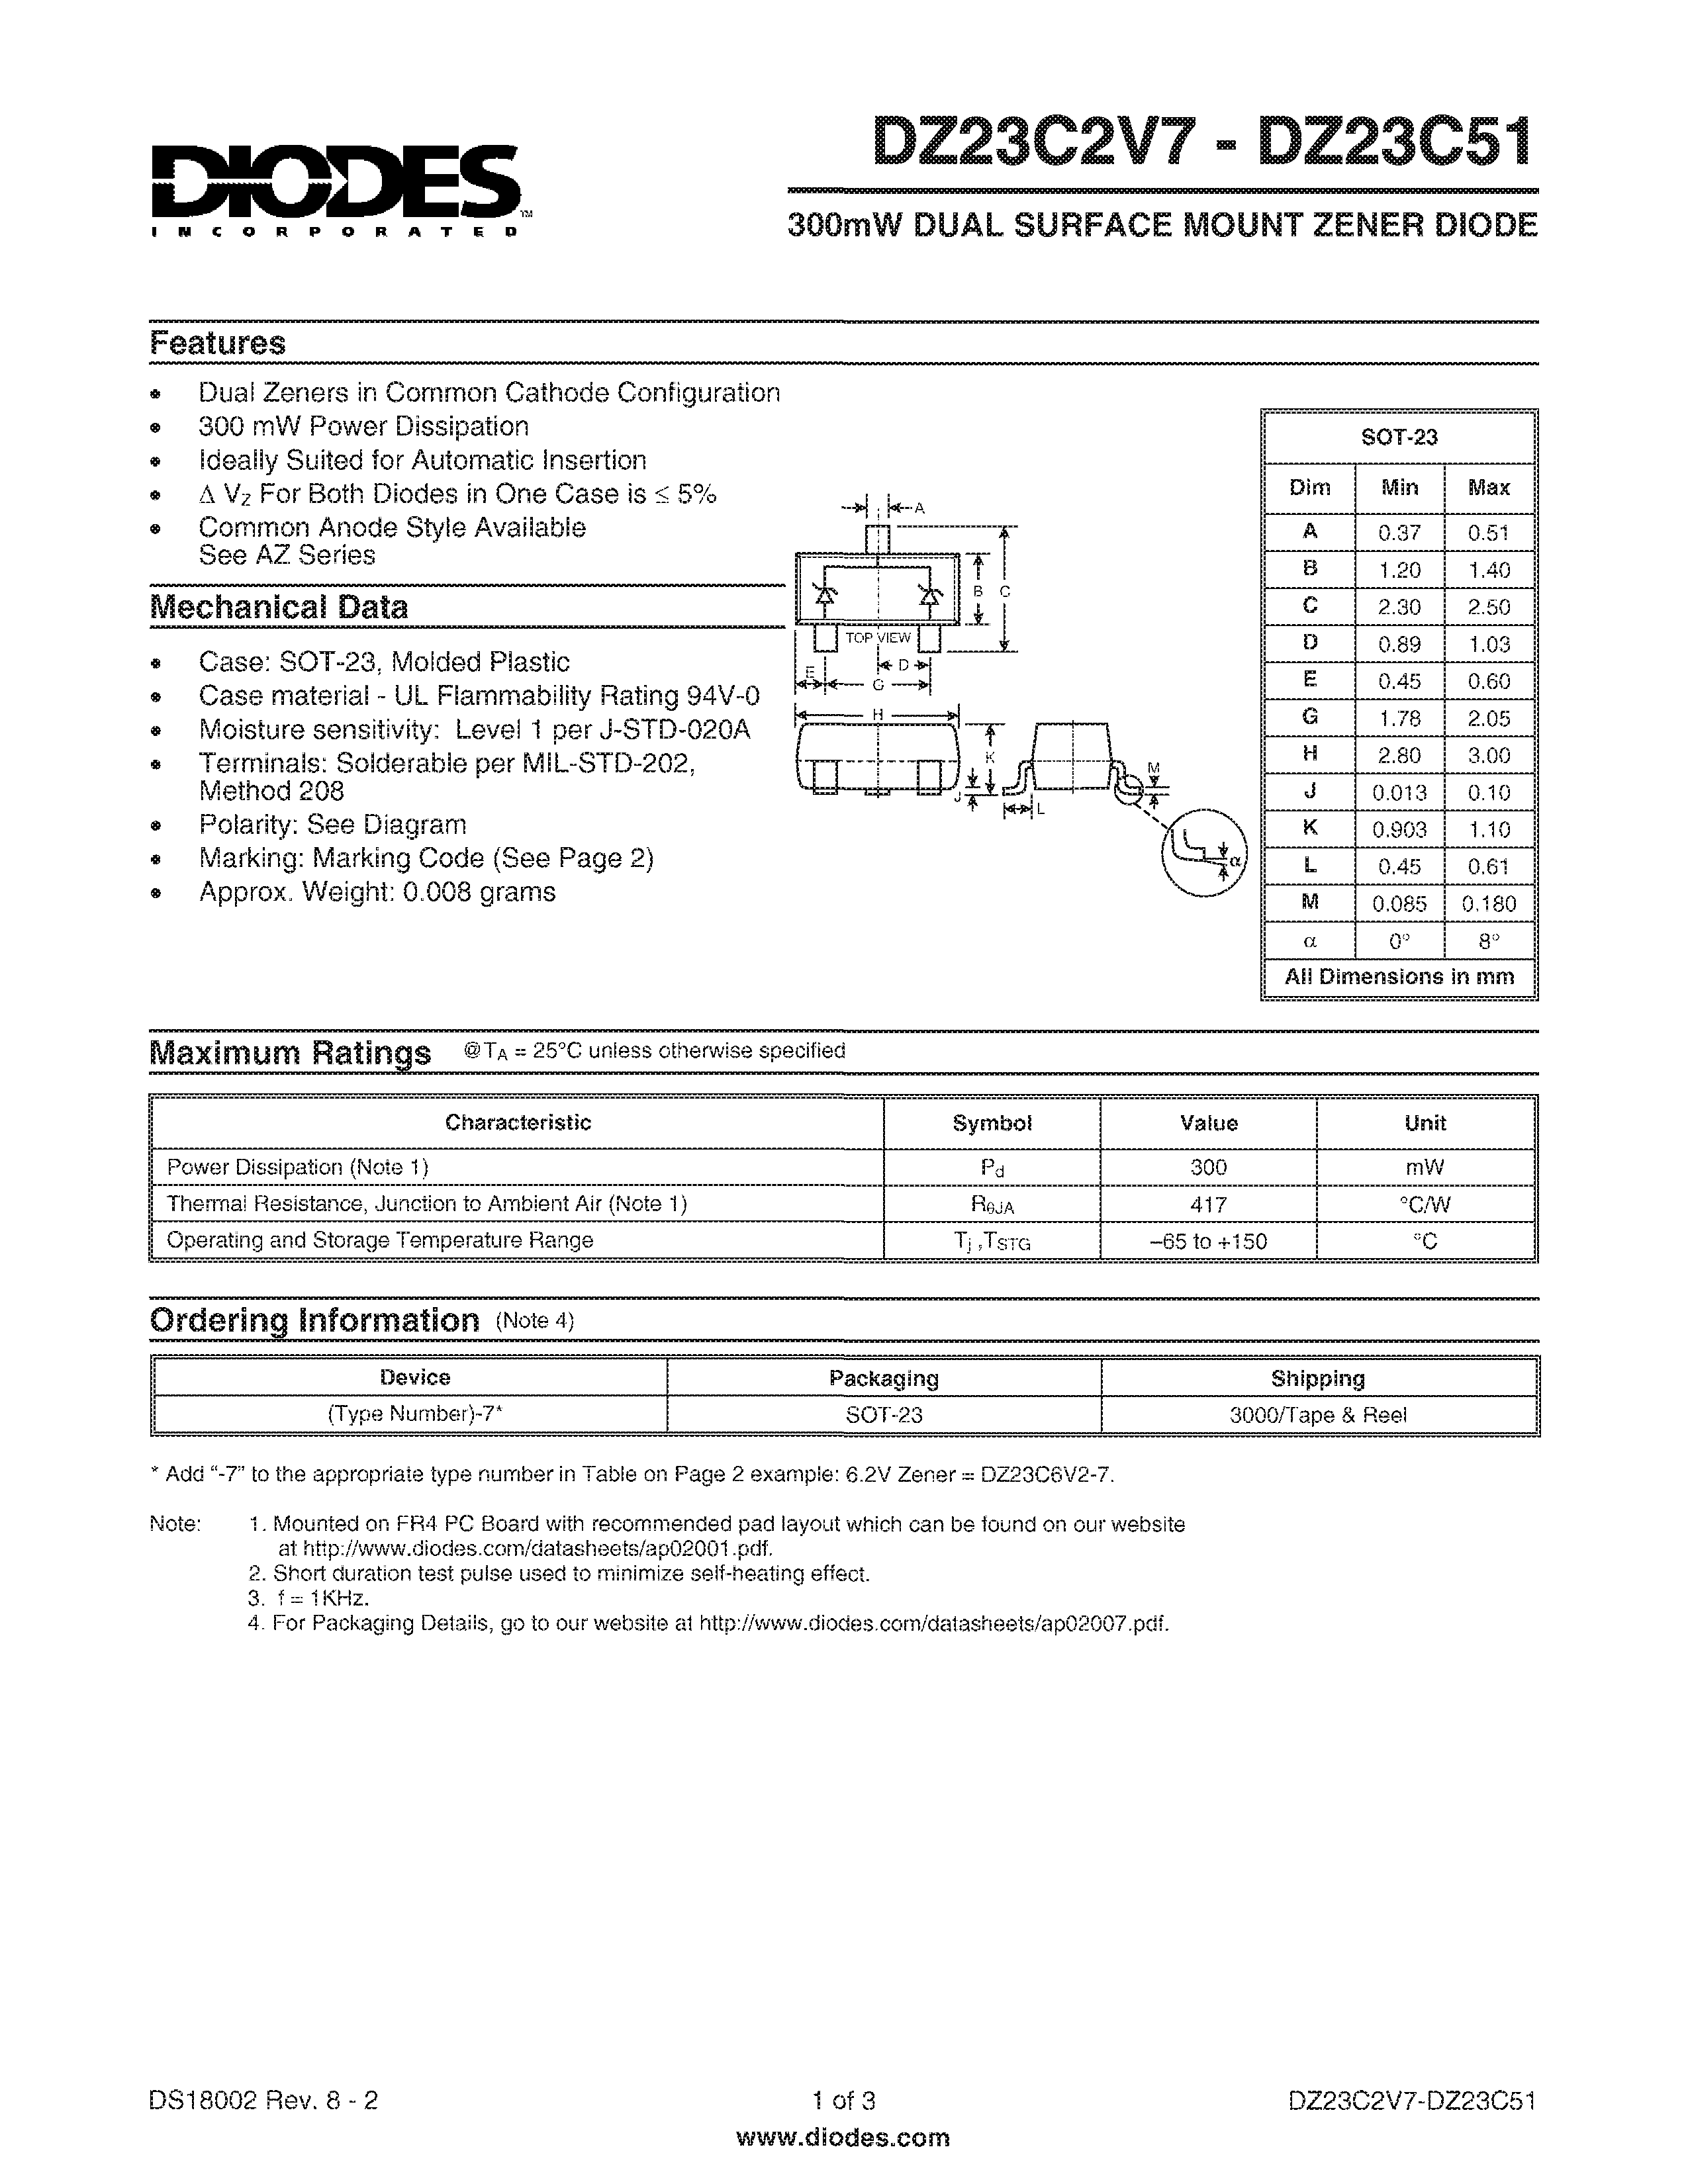 DIODES
INCORPORATED
TM
DZ23C2V7 - DZ23C51
300mW DUAL SURFACE MOUNT ZENER DIODE
Features
• Dual Zeners in Common Cathode Configuration
• 300 mW Power Dissipation
• Ideally Suited for Automatic Insertion
• Δ VZ For Both Diodes in One Case is ≤ 5%
• Common Anode Style Available
See AZ Series
Mechanical Data
• Case: SOT-23, Molded Plastic
• Case material - UL Flammability Rating 94V-0
• Moisture sensitivity: Level 1 per J-STD-020A
• Terminals: Solderable per MIL-STD-202,
Method 208
• Polarity: See Diagram
• Marking: Marking Code (See Page 2)
• Approx. Weight: 0.008 grams
A
B C
TOP VIEW
E D
G
H
K
J
L
M
α
SOT-23
Dim Min Max
A 0.37 0.51
B 1.20 1.40
C 2.30 2.50
D 0.89 1.03
E 0.45 0.60
G 1.78 2.05
H 2.80 3.00
J 0.013 0.10
K 0.903 1.10
L 0.45 0.61
M 0.085 0.180
α 0° 8°
All Dimensions in mm
Maximum Ratings @TA = 25°C unless otherwise specified
Characteristic Symbol Value Unit
Power Dissipation (Note 1) Pd 300 mW
Thermal Resistance, Junction to Ambient Air (Note 1) RθJA 417 °C/W
Operating and Storage Temperature Range Tj ,TSTG –65 to +150 °C
Ordering Information (Note 4)
Device Packaging Shipping
(Type Number)-7* SOT-23 3000/Tape & Reel
* Add “-7” to the appropriate type number in Table on Page 2 example: 6.2V Zener = DZ23C6V2-7.
Note: 1. Mounted on FR4 PC Board with recommended pad layout which can be found on our website
at http://www.diodes.com/datasheets/ap02001.pdf.
2. Short duration test pulse used to minimize self-heating effect.
3. f = 1KHz.
4. For Packaging Details, go to our website at http://www.diodes.com/datasheets/ap02007.pdf.
DS18002 Rev. 8 - 2 1 of 3 DZ23C2V7-DZ23C51
www.diodes.com